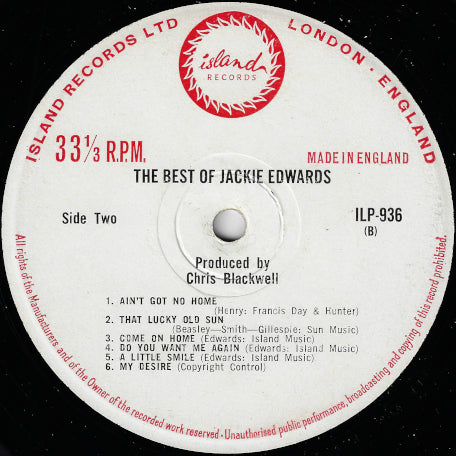 ISLAND RECORDS LTD
LONDON · ENGLAND
island
RECORDS
33 1/3 R.P.M.
MADE IN ENGLAND
THE BEST OF JACKIE EDWARDS
Side Two
ILP-936
(B)
Produced by
Chris Blackwell
1. AIN'T GOT NO HOME
(Henry: Francis Day & Hunter)
2. THAT LUCKY OLD SUN
(Beasley—Smith—Gillespie: Sun Music)
3. COME ON HOME (Edwards: Island Music)
4. DO YOU WANT ME AGAIN (Edwards: Island Music)
5. A LITTLE SMILE (Edwards: Island Music)
6. MY DESIRE (Copyright Control)
All rights of the Manufacturers and of the Owner of the recorded work reserved · Unauthorised public performance, broadcasting and copying of this record prohibited.